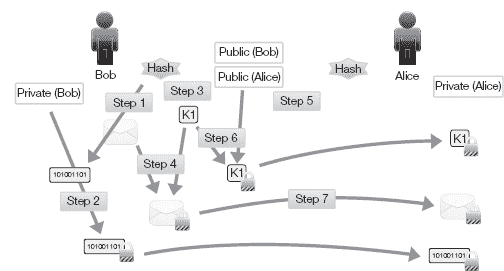 Public (Bob)
Bob
Hash
Public (Alice)
Hash
Alice
Private (Bob)
Step 1
Step 3
Step 5
Private (Alice)
K1
Step 6
K1
Step 4
101001101
K1
Step 2
Step 7
101001101
101001101